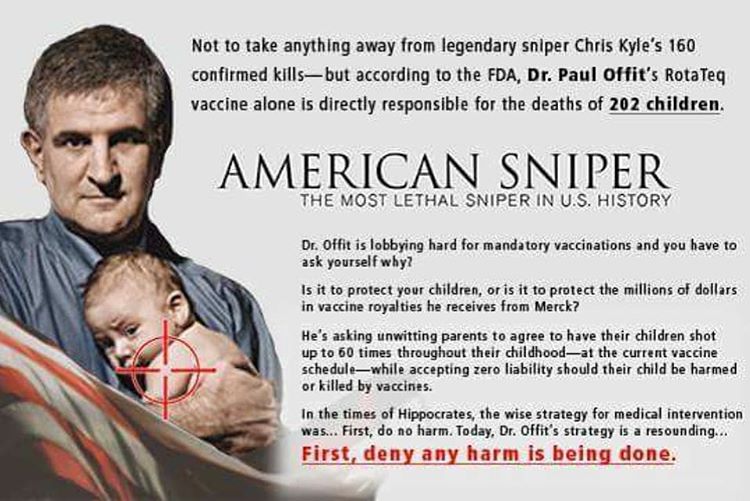 Not to take anything away from legendary sniper Chris Kyle's 160
confirmed kills—but according to the FDA, Dr. Paul Offit's RotaTeq
vaccine alone is directly responsible for the deaths of 202 children.
AMERICAN SNIPER
THE MOST LETHAL SNIPER IN U.S. HISTORY
Dr. Offit is lobbying hard for mandatory vaccinations and you have to
ask yourself why?
Is it to protect your children, or is it to protect the millions of dollars
in vaccine royalties he receives from Merck?
He's asking unwitting parents to agree to have their children shot
up to 60 times throughout their childhood—at the current vaccine
schedule—while accepting zero liability should their child be harmed
or killed by vaccines.
In the times of Hippocrates, the wise strategy for medical intervention
was... First, do no harm. Today, Dr. Offit's strategy is a resounding...
First, deny any harm is being done.